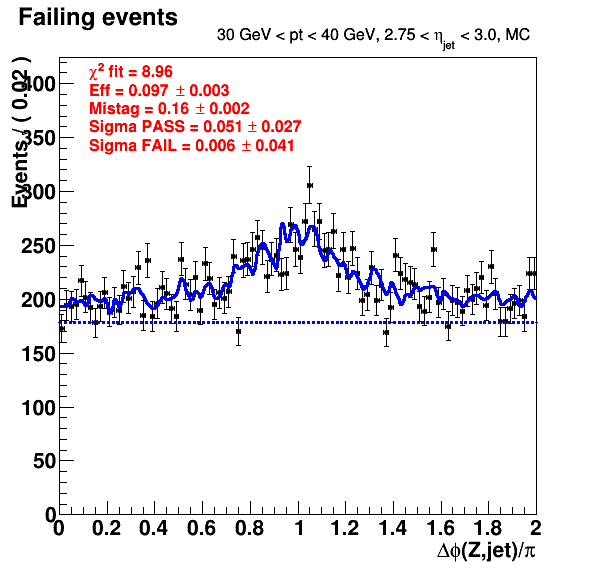 Failing events
30 GeV < pt < 40 GeV, 2.75 < η_jet < 3.0, MC
χ² fit = 8.96
Eff = 0.097 ± 0.003
Mistag = 0.16 ± 0.002
Sigma PASS = 0.051 ± 0.027
Sigma FAIL = 0.006 ± 0.041
Events / ( 0.02 )
400
350
300
250
200
150
100
50
0
0 0.2 0.4 0.6 0.8 1 1.2 1.4 1.6 1.8 2
Δϕ(Z,jet)/π